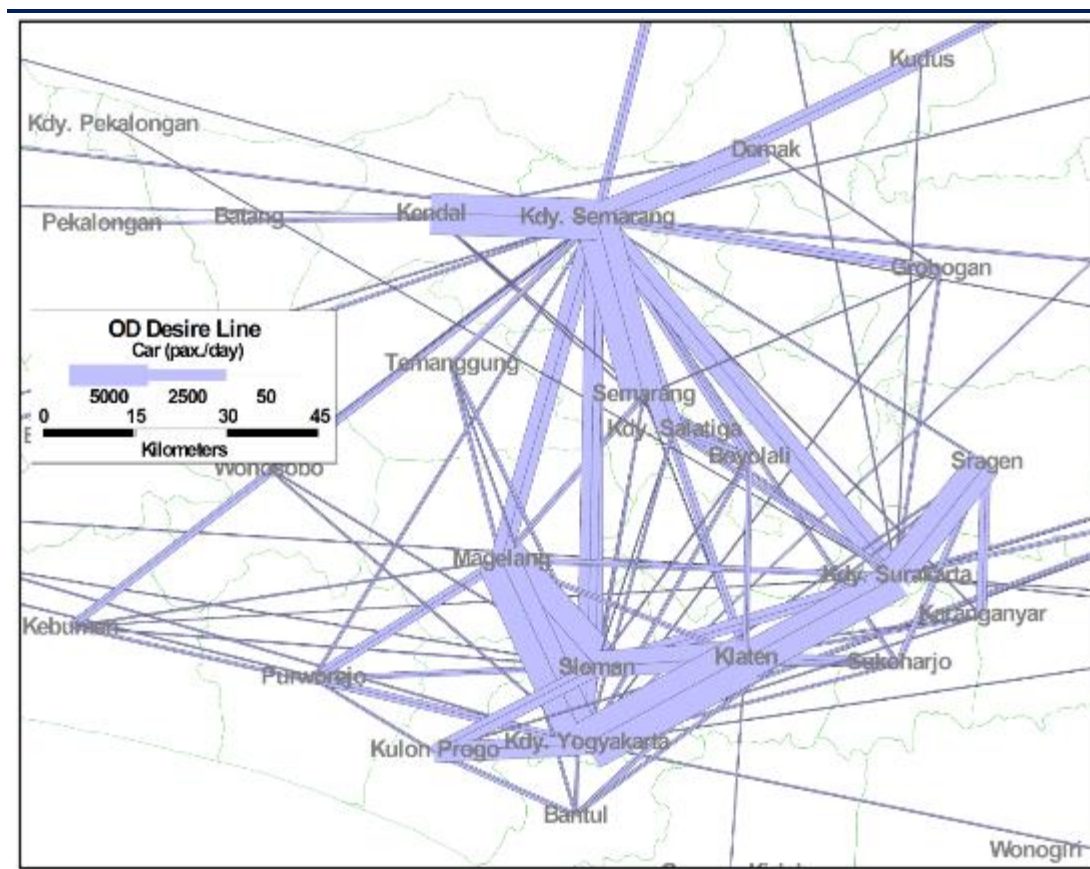 Kudus
Kdy. Pekalongan
Demak
Pekalongan
Batang
Kendal
Kdy. Semarang
Grobogan
OD Desire Line
Car (pax./day)
5000 2500 50
0 15 30 45
Kilometers
Temanggung
Semarang
Kdy. Salatiga
Boyolali
Sragen
Wonosobo
Magelang
Kdy. Surakarta
Karanganyar
Kebumen
Purworejo
Sleman
Klaten
Sukoharjo
Kulon Progo
Kdy. Yogyakarta
Bantul
Wonogiri